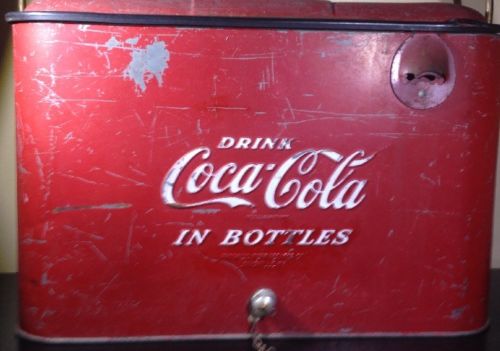 DRINK
Coca-Cola
IN BOTTLES